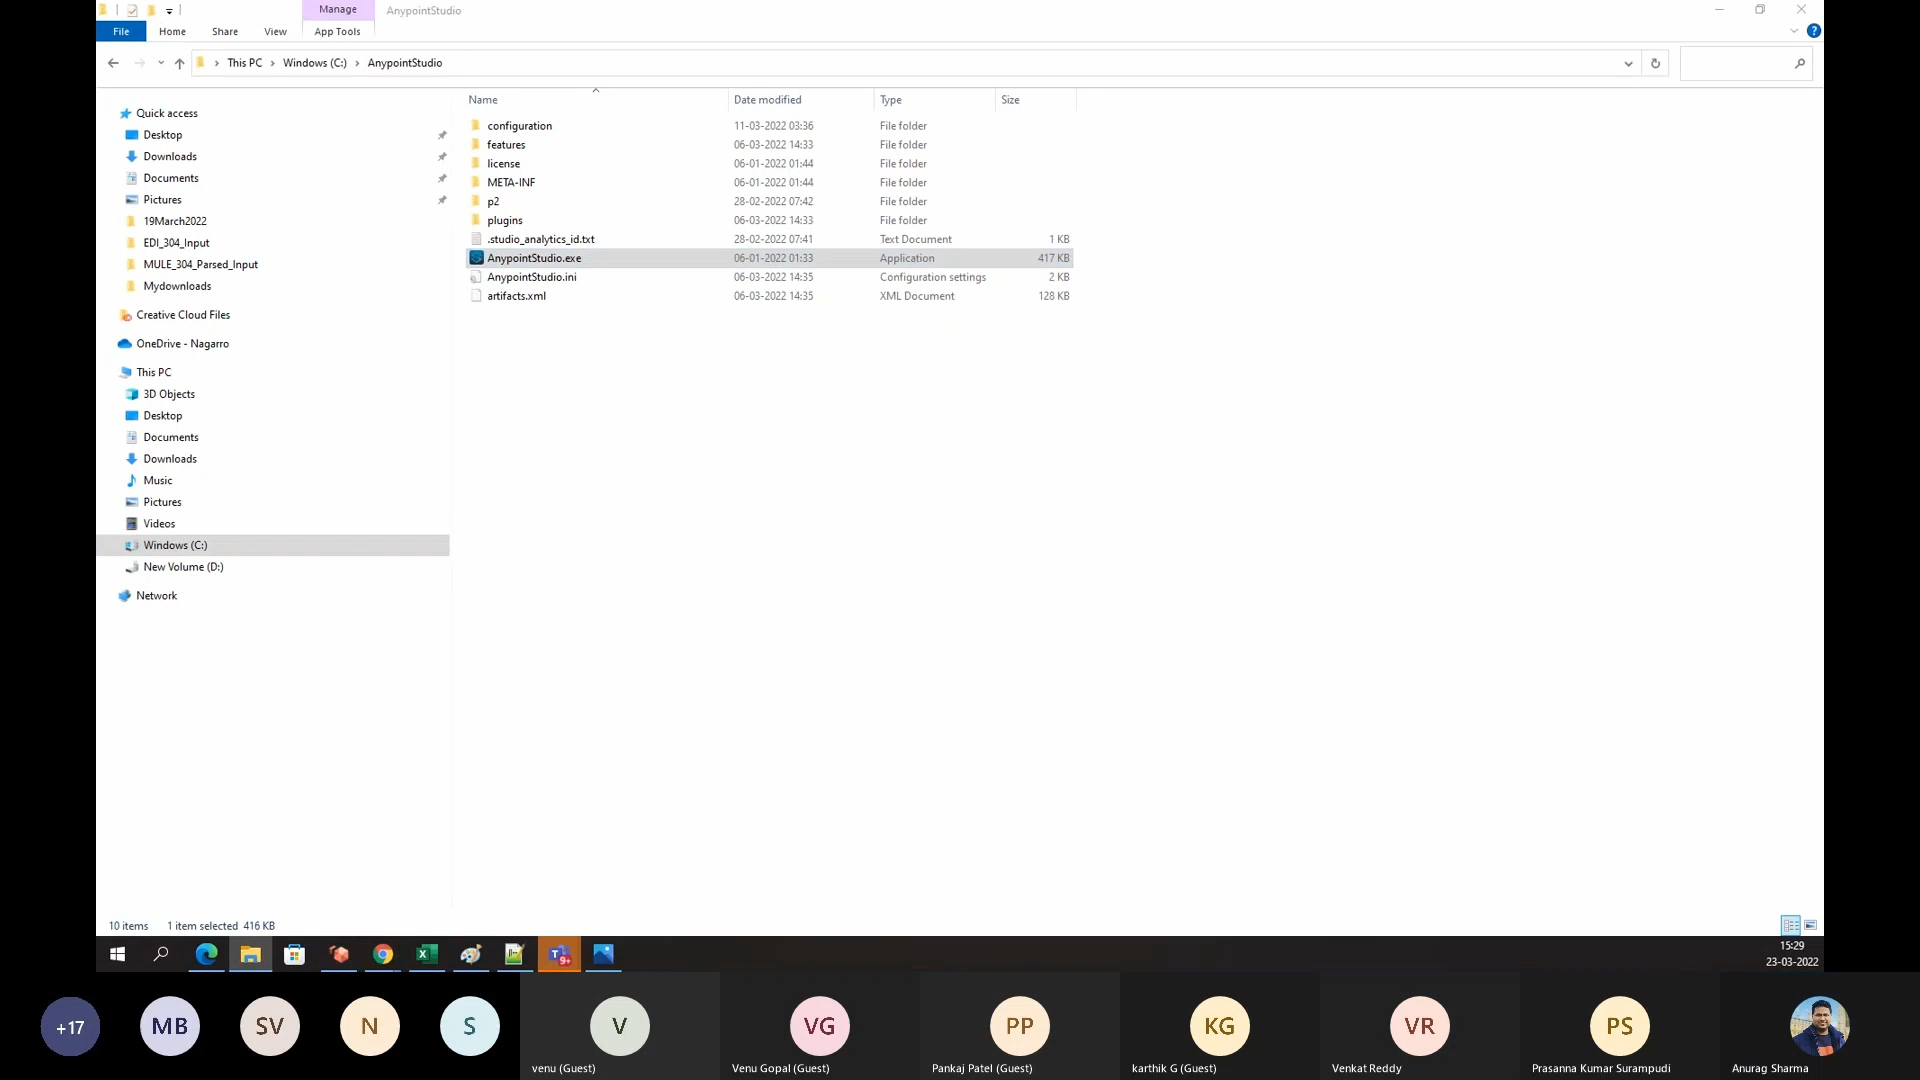 Manage
AnypointStudio
File
Home
Share
View
App Tools
This PC
Windows (C:)
AnypointStudio
Name
Date modified
Type
Size
configuration 11-03-2022 03:36 File folder
features 06-03-2022 14:33 File folder
license 06-01-2022 01:44 File folder
META-INF 06-01-2022 01:44 File folder
p2 28-02-2022 07:42 File folder
plugins 06-03-2022 14:33 File folder
.studio_analytics_id.txt 28-02-2022 07:41 Text Document 1 KB
AnypointStudio.exe 06-01-2022 01:33 Application 417 KB
AnypointStudio.ini 06-03-2022 14:35 Configuration settings 2 KB
artifacts.xml 06-03-2022 14:35 XML Document 128 KB
Quick access
Desktop
Downloads
Documents
Pictures
19March2022
EDI_304_Input
MULE_304_Parsed_Input
Mydownloads
Creative Cloud Files
OneDrive - Nagarro
This PC
3D Objects
Desktop
Documents
Downloads
Music
Pictures
Videos
Windows (C:)
New Volume (D:)
Network
10 items 1 item selected 416 KB
9+
15:29
23-03-2022
+17
MB
SV
N
S
V
VG
PP
KG
VR
PS
venu (Guest)
Venu Gopal (Guest)
Pankaj Patel (Guest)
karthik G (Guest)
Venkat Reddy
Prasanna Kumar Surampudi
Anurag Sharma